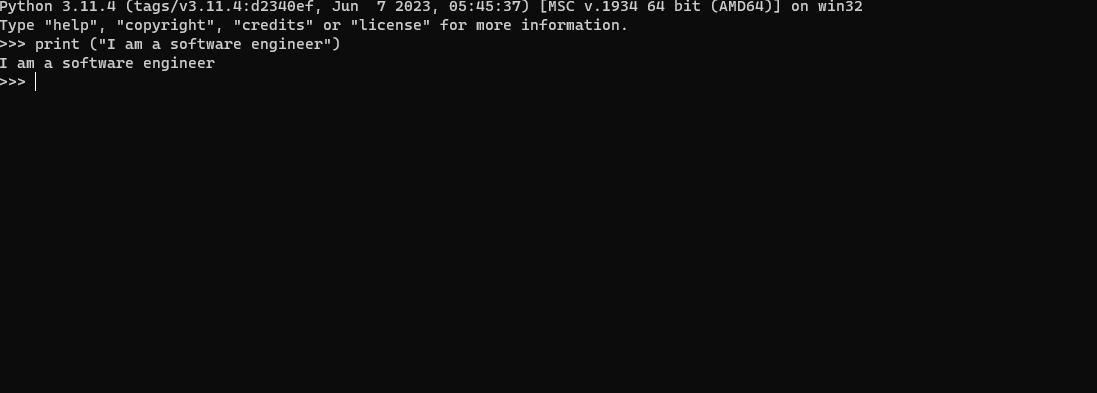 Python 3.11.4 (tags/v3.11.4:d2340ef, Jun  7 2023, 05:45:37) [MSC v.1934 64 bit (AMD64)] on win32
Type "help", "copyright", "credits" or "license" for more information.
>>> print ("I am a software engineer")
I am a software engineer
>>>